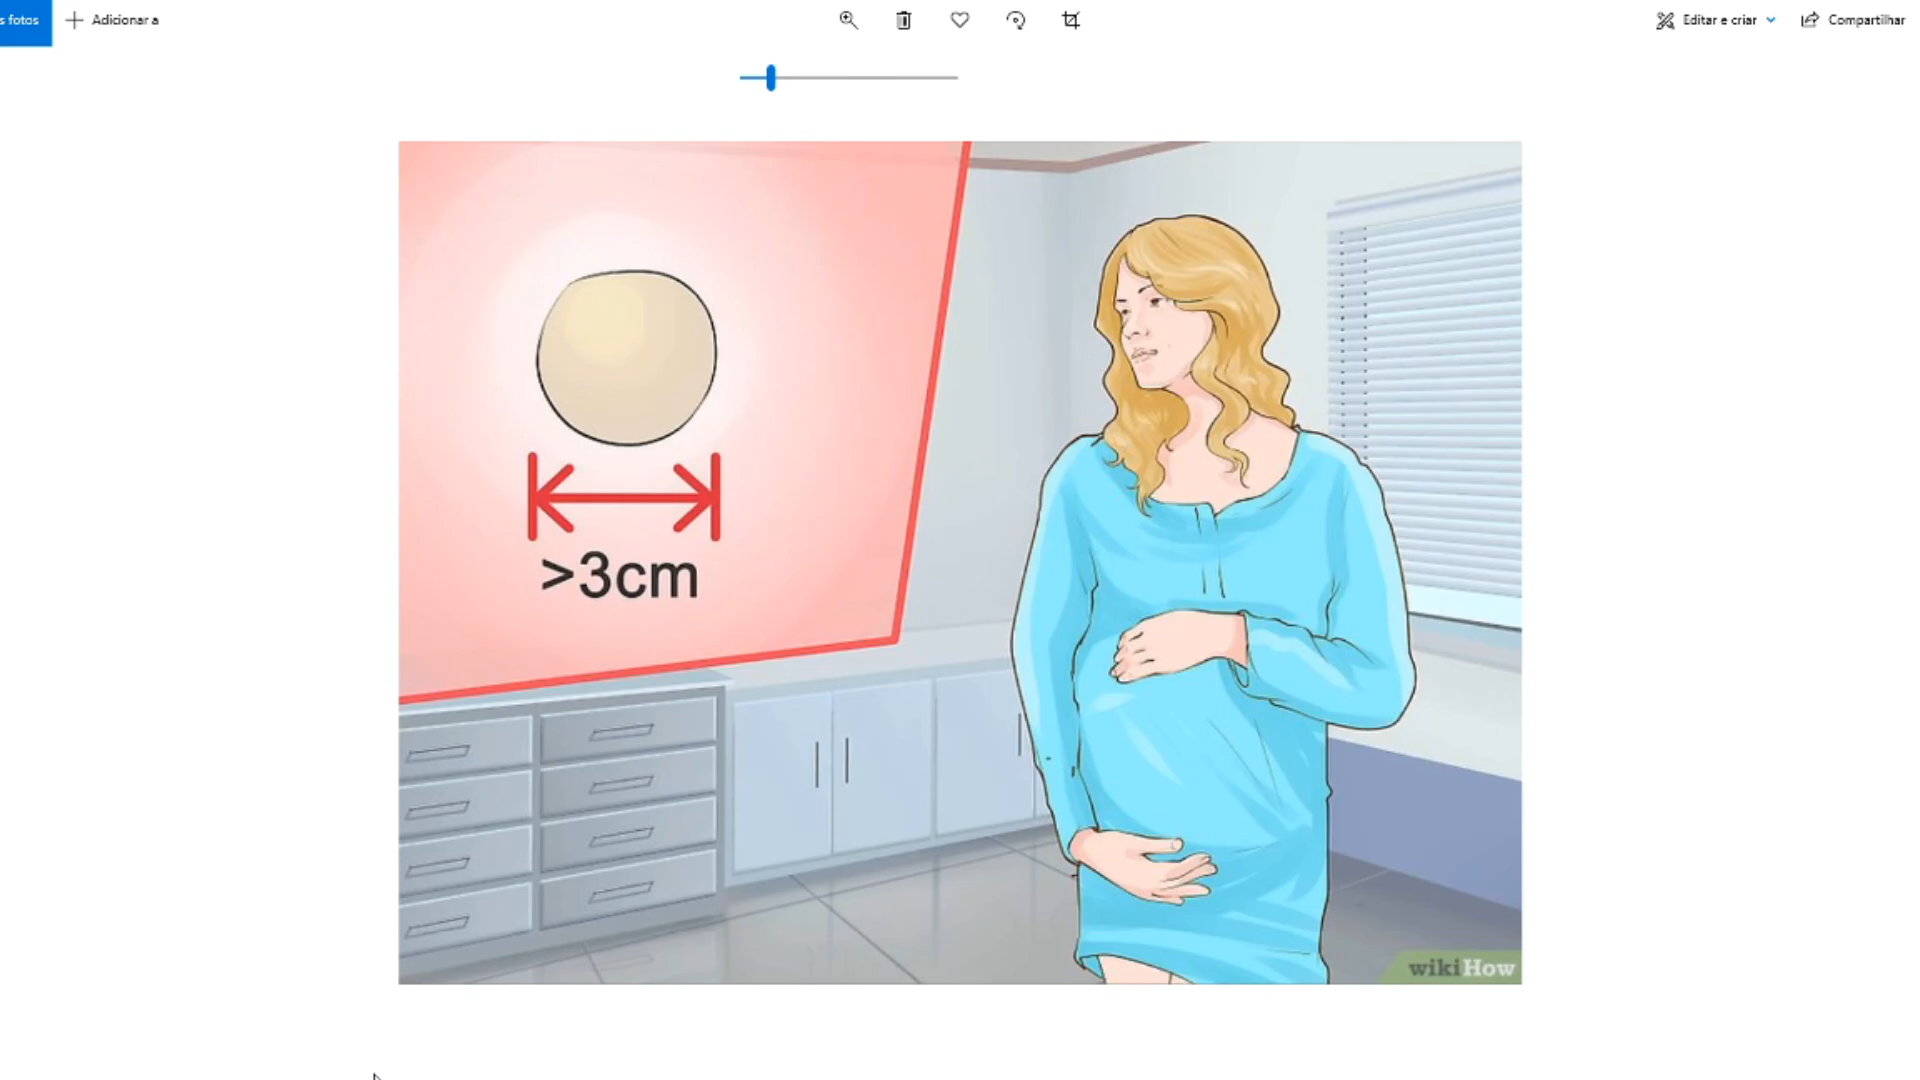 s fotos
Adicionar a
Editar e criar
Compartilhar
>3cm
wikiHow